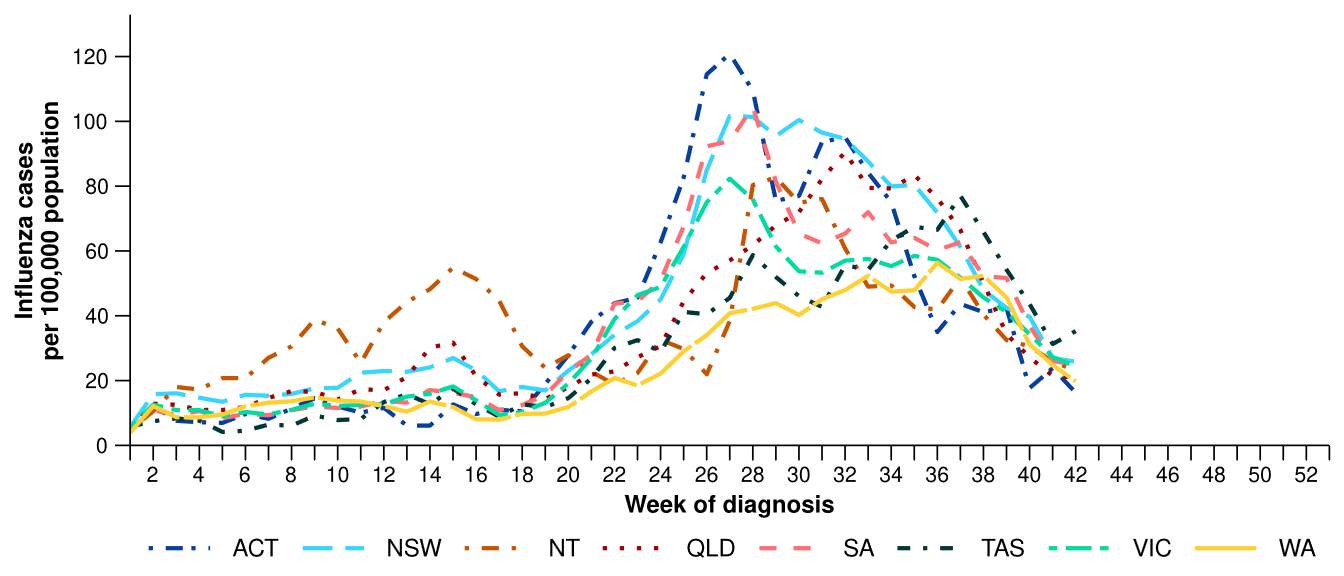 Influenza cases
per 100,000 population
120
100
80
60
40
20
0
2 4 6 8 10 12 14 16 18 20 22 24 26 28 30 32 34 36 38 40 42 44 46 48 50 52
Week of diagnosis
ACT NSW NT QLD SA TAS VIC WA